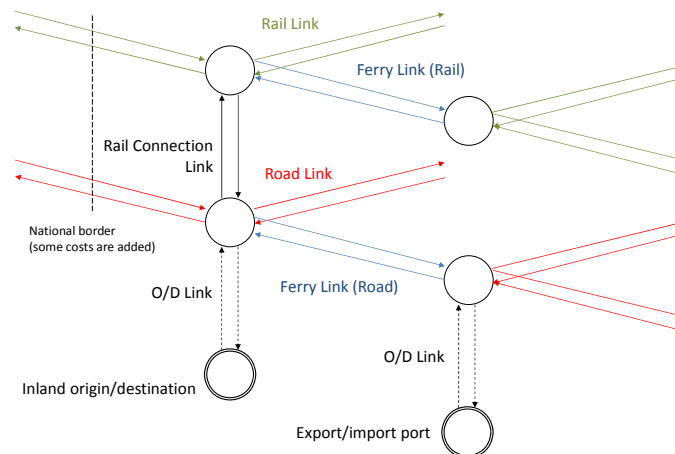 Rail Link
Ferry Link (Rail)
Rail Connection
Link
Road Link
National border
(some costs are added)
O/D Link
Ferry Link (Road)
O/D Link
Inland origin/destination
Export/import port